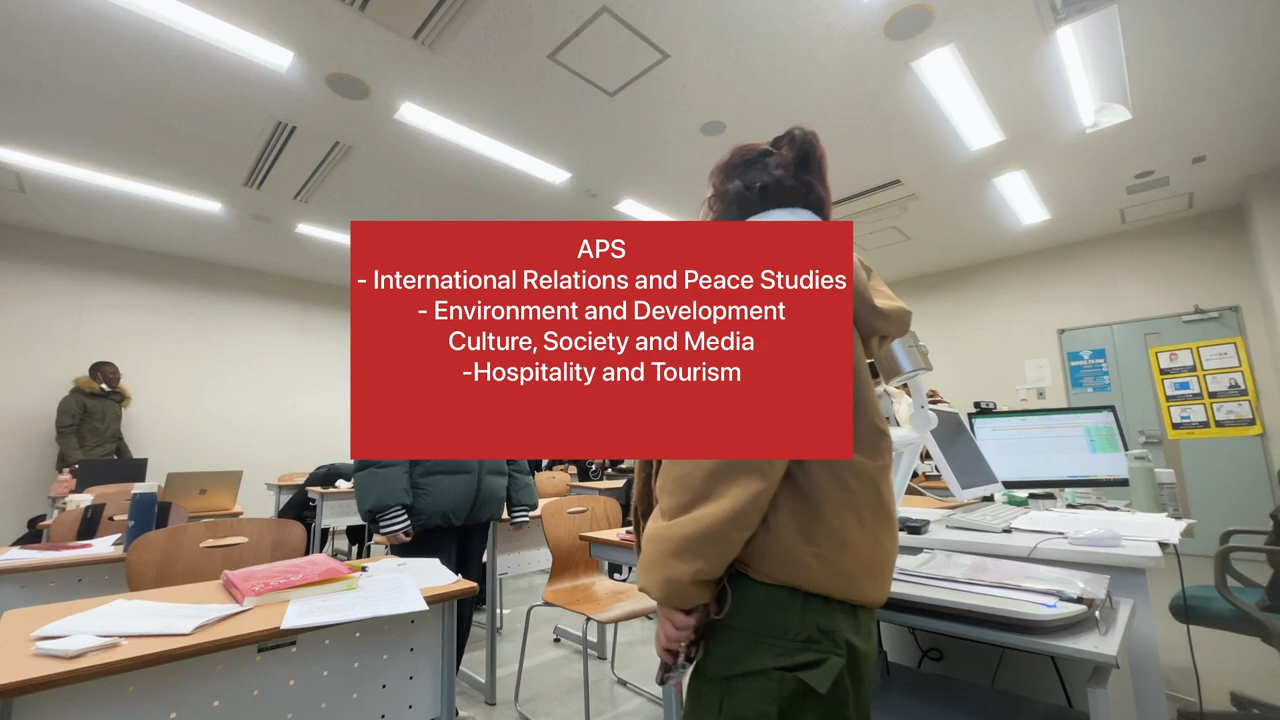 APS
- International Relations and Peace Studies
- Environment and Development
Culture, Society and Media
-Hospitality and Tourism